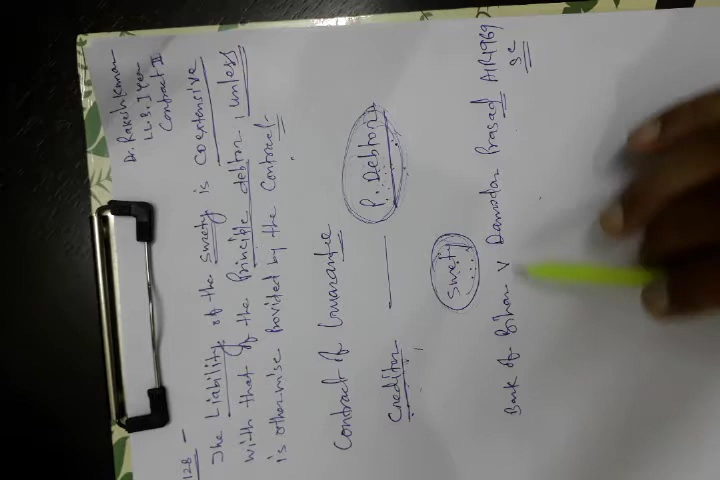 Dr. Rakesh Kumar
LL.B. I Year
Contract II
128 -
The Liability of the Surety is Coextensive
with that of the Principle debtor, unless
is otherwise Provided by the Contract.
Contract of Guarantee
Creditor — P. Debtor
Surety
Bank of Bihar V Damodar Prasad AIR 1969
SC